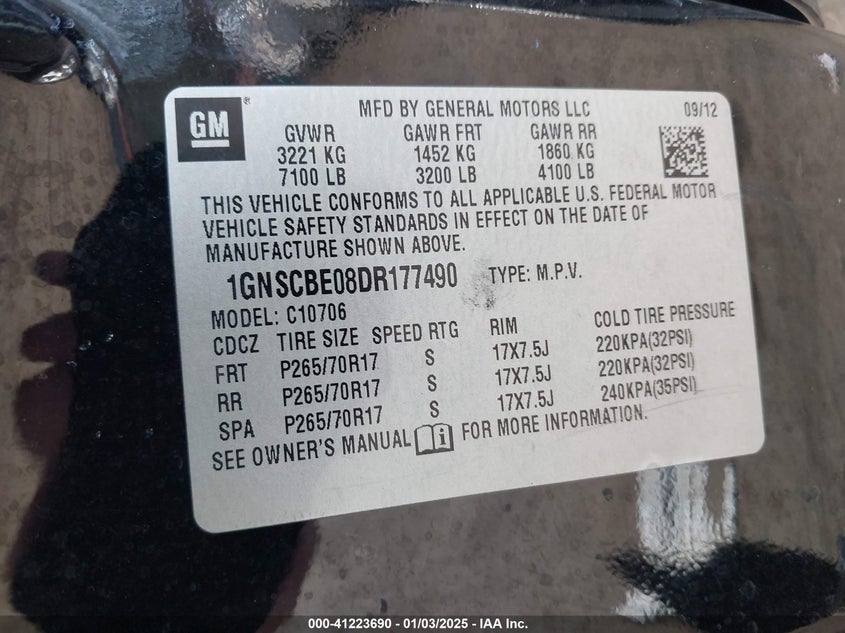 GM ®
MFD BY GENERAL MOTORS LLC 09/12
GVWR GAWR FRT GAWR RR
3221 KG 1452 KG 1860 KG
7100 LB 3200 LB 4100 LB
THIS VEHICLE CONFORMS TO ALL APPLICABLE U.S. FEDERAL MOTOR
VEHICLE SAFETY STANDARDS IN EFFECT ON THE DATE OF
MANUFACTURE SHOWN ABOVE.
1GNSCBE08DR177490 TYPE: M.P.V.
MODEL: C10706
CDCZ TIRE SIZE SPEED RTG RIM COLD TIRE PRESSURE
FRT P265/70R17 S 17X7.5J 220KPA(32PSI)
RR P265/70R17 S 17X7.5J 220KPA(32PSI)
SPA P265/70R17 S 17X7.5J 240KPA(35PSI)
SEE OWNER'S MANUAL FOR MORE INFORMATION.
000-41223690 - 01/03/2025 - IAA Inc.